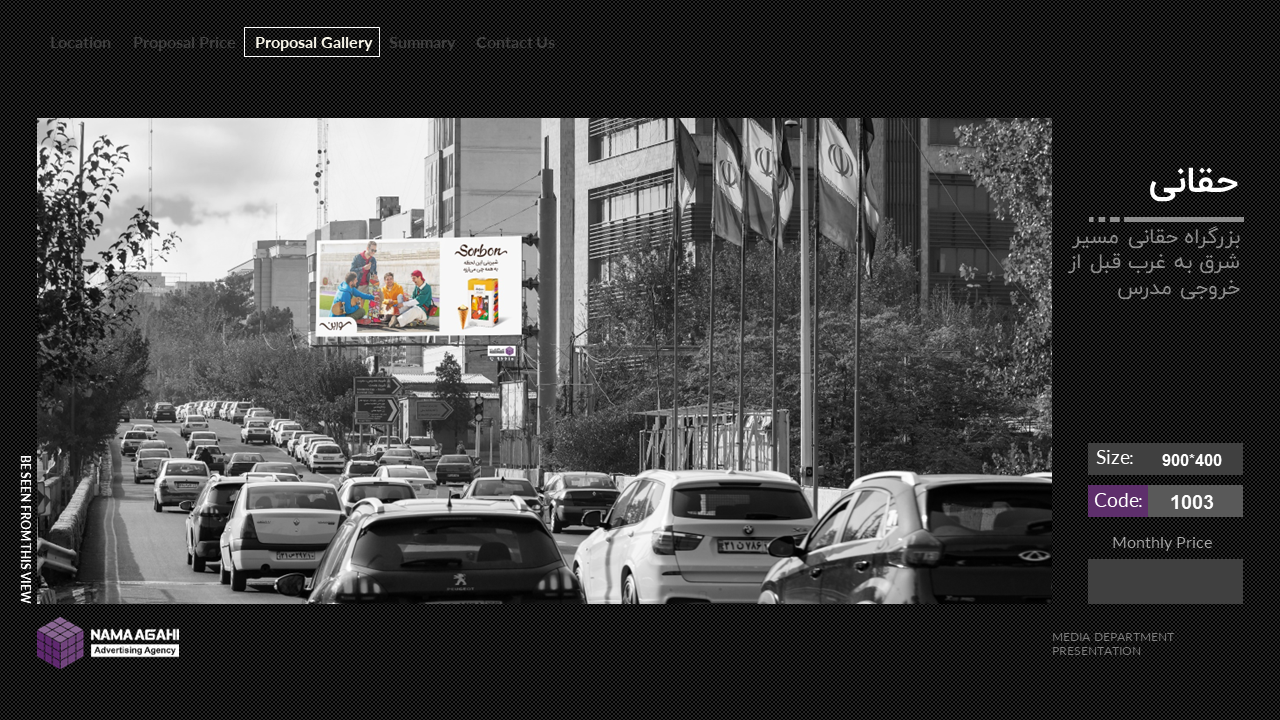 Location
Proposal Price
Proposal Gallery
Summary
Contact Us
حقانی
بزرگراه حقانی مسیر
شرق به غرب قبل از
خروجی مدرس
Sorbon
شیرینی این لحظه
به همه چی می‌ارزه
Size:
900*400
Code:
1003
Monthly Price
BE SEEN FROM THIS VIEW
PEUGEOT
NAMA AGAHI
Advertising Agency
MEDIA DEPARTMENT
PRESENTATION